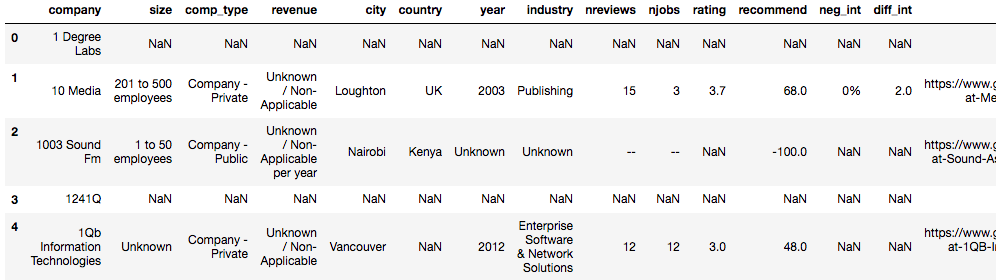 company size comp_type revenue city country year industry nreviews njobs rating recommend neg_int diff_int
0 1 Degree Labs NaN NaN NaN NaN NaN NaN NaN NaN NaN NaN NaN NaN NaN
1 10 Media 201 to 500 employees Company - Private Unknown / Non-Applicable Loughton UK 2003 Publishing 15 3 3.7 68.0 0% 2.0 https://www.g at-Me
2 1003 Sound Fm 1 to 50 employees Company - Public Unknown / Non-Applicable per year Nairobi Kenya Unknown Unknown -- -- NaN -100.0 NaN NaN https://www.g at-Sound-As
3 1241Q NaN NaN NaN NaN NaN NaN NaN NaN NaN NaN NaN NaN NaN
4 1Qb Information Technologies Unknown Company - Private Unknown / Non-Applicable Vancouver NaN 2012 Enterprise Software & Network Solutions 12 12 3.0 48.0 NaN NaN https://www.g at-1QB-In